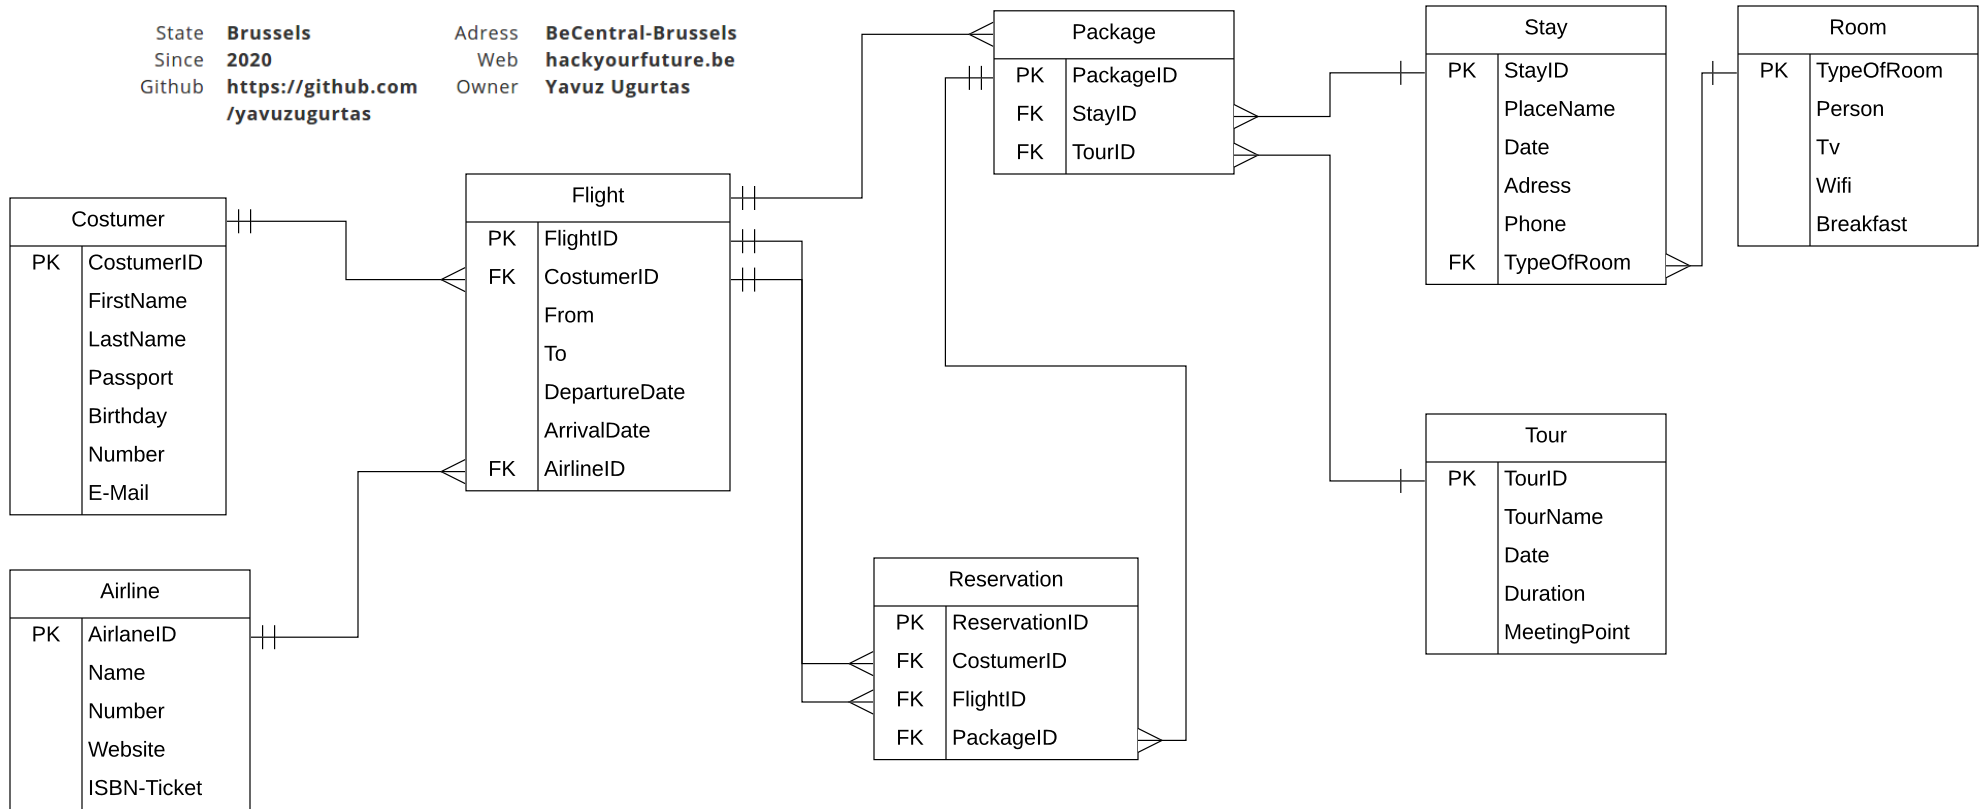 State Brussels
Since 2020
Github https://github.com
/yavuzugurtas
Adress BeCentral-Brussels
Web hackyourfuture.be
Owner Yavuz Ugurtas
Costumer
PK CostumerID
FirstName
LastName
Passport
Birthday
Number
E-Mail
Airline
PK AirlaneID
Name
Number
Website
ISBN-Ticket
Flight
PK FlightID
FK CostumerID
From
To
DepartureDate
ArrivalDate
FK AirlineID
Package
PK PackageID
FK StayID
FK TourID
Reservation
PK ReservationID
FK CostumerID
FK FlightID
FK PackageID
Stay
PK StayID
PlaceName
Date
Adress
Phone
FK TypeOfRoom
Room
PK TypeOfRoom
Person
Tv
Wifi
Breakfast
Tour
PK TourID
TourName
Date
Duration
MeetingPoint